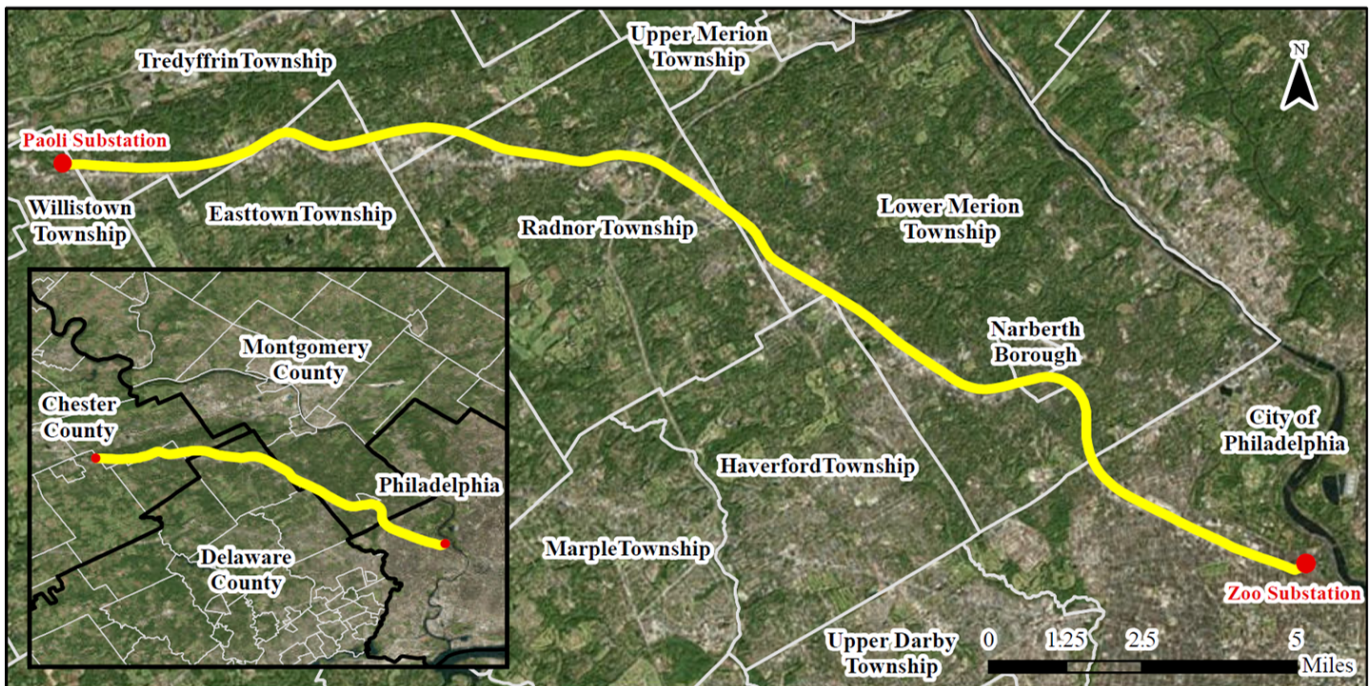 Upper Merion
Township
TredyffrinTownship
N
Paoli Substation
Willistown
Township
EasttownTownship
Radnor Township
Lower Merion
Township
Narberth
Borough
Montgomery
County
Chester
County
Philadelphia
Delaware
County
City of
Philadelphia
HaverfordTownship
MarpleTownship
Zoo Substation
Upper Darby
Township
0 1.25 2.5 5
Miles